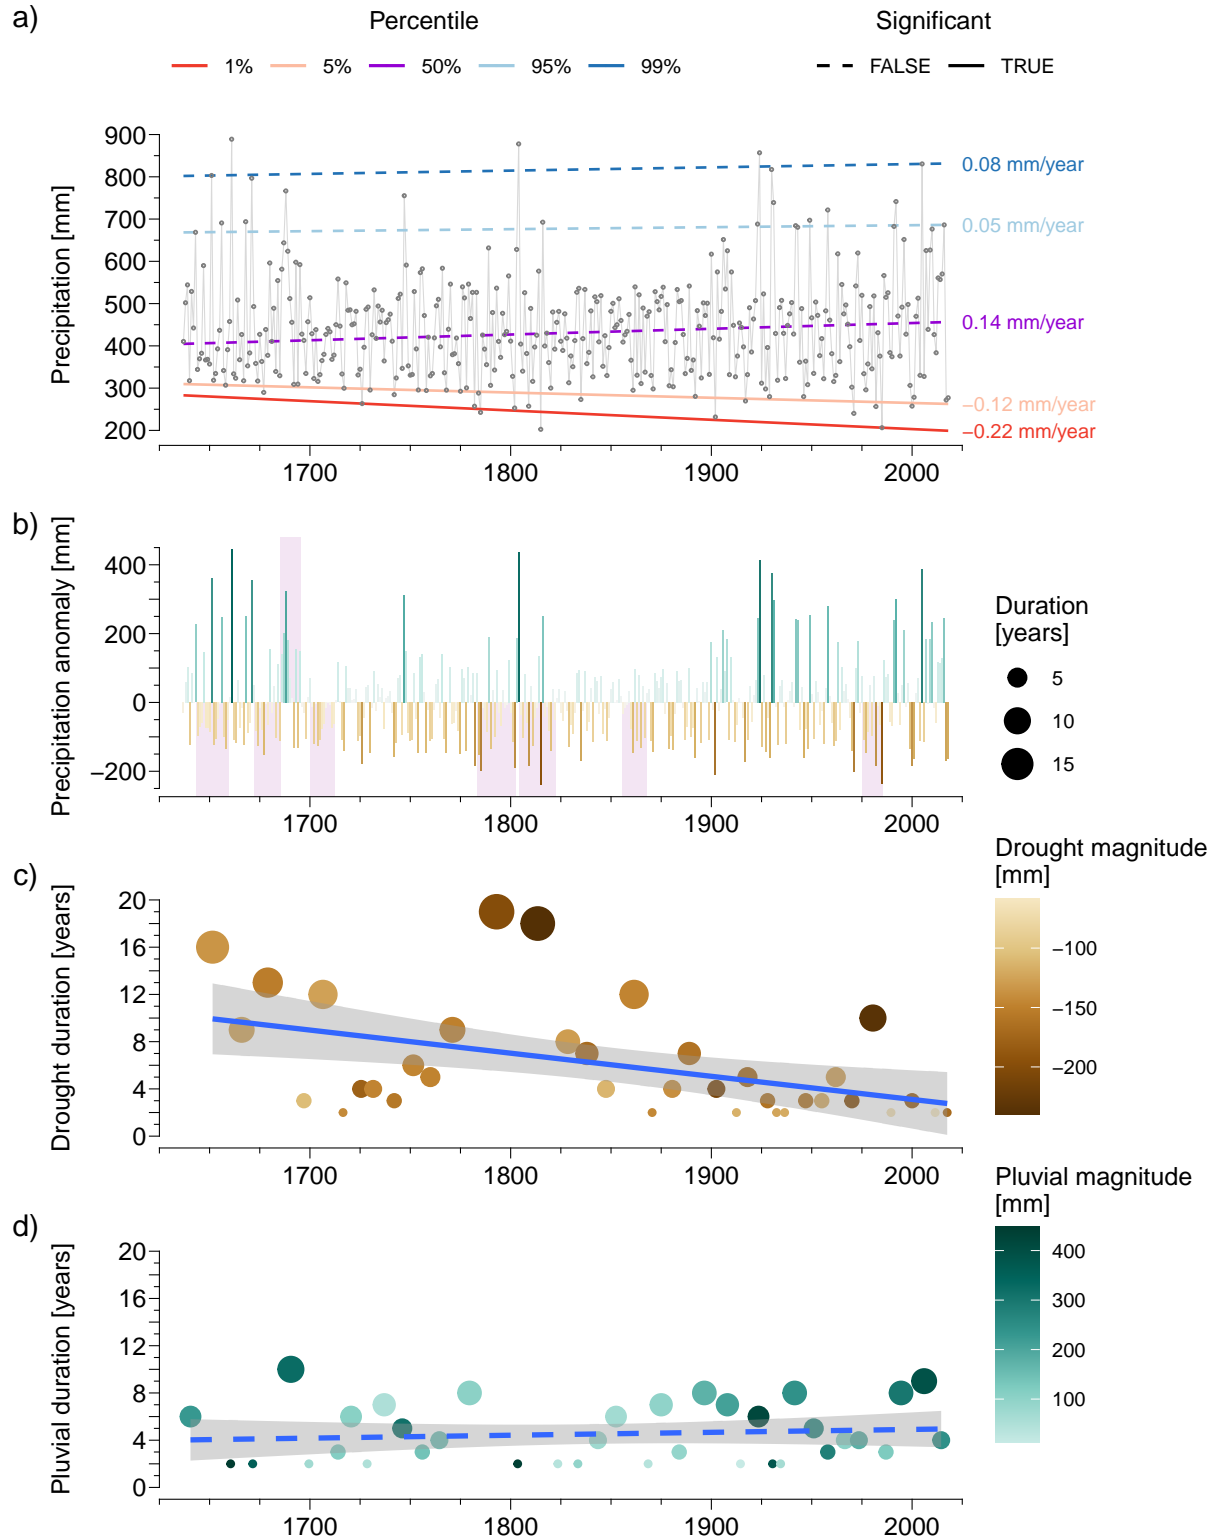 a)
Percentile
Significant
1% 5% 50% 95% 99% FALSE TRUE
Precipitation [mm]
900
800
700
600
500
400
300
200
0.08 mm/year
0.05 mm/year
0.14 mm/year
−0.12 mm/year
−0.22 mm/year
1700 1800 1900 2000
b)
Precipitation anomaly [mm]
400
200
0
−200
1700 1800 1900 2000
Duration
[years]
5
10
15
c)
Drought duration [years]
20
16
12
8
4
0
1700 1800 1900 2000
Drought magnitude
[mm]
−100
−150
−200
d)
Pluvial duration [years]
20
16
12
8
4
0
1700 1800 1900 2000
Pluvial magnitude
[mm]
400
300
200
100